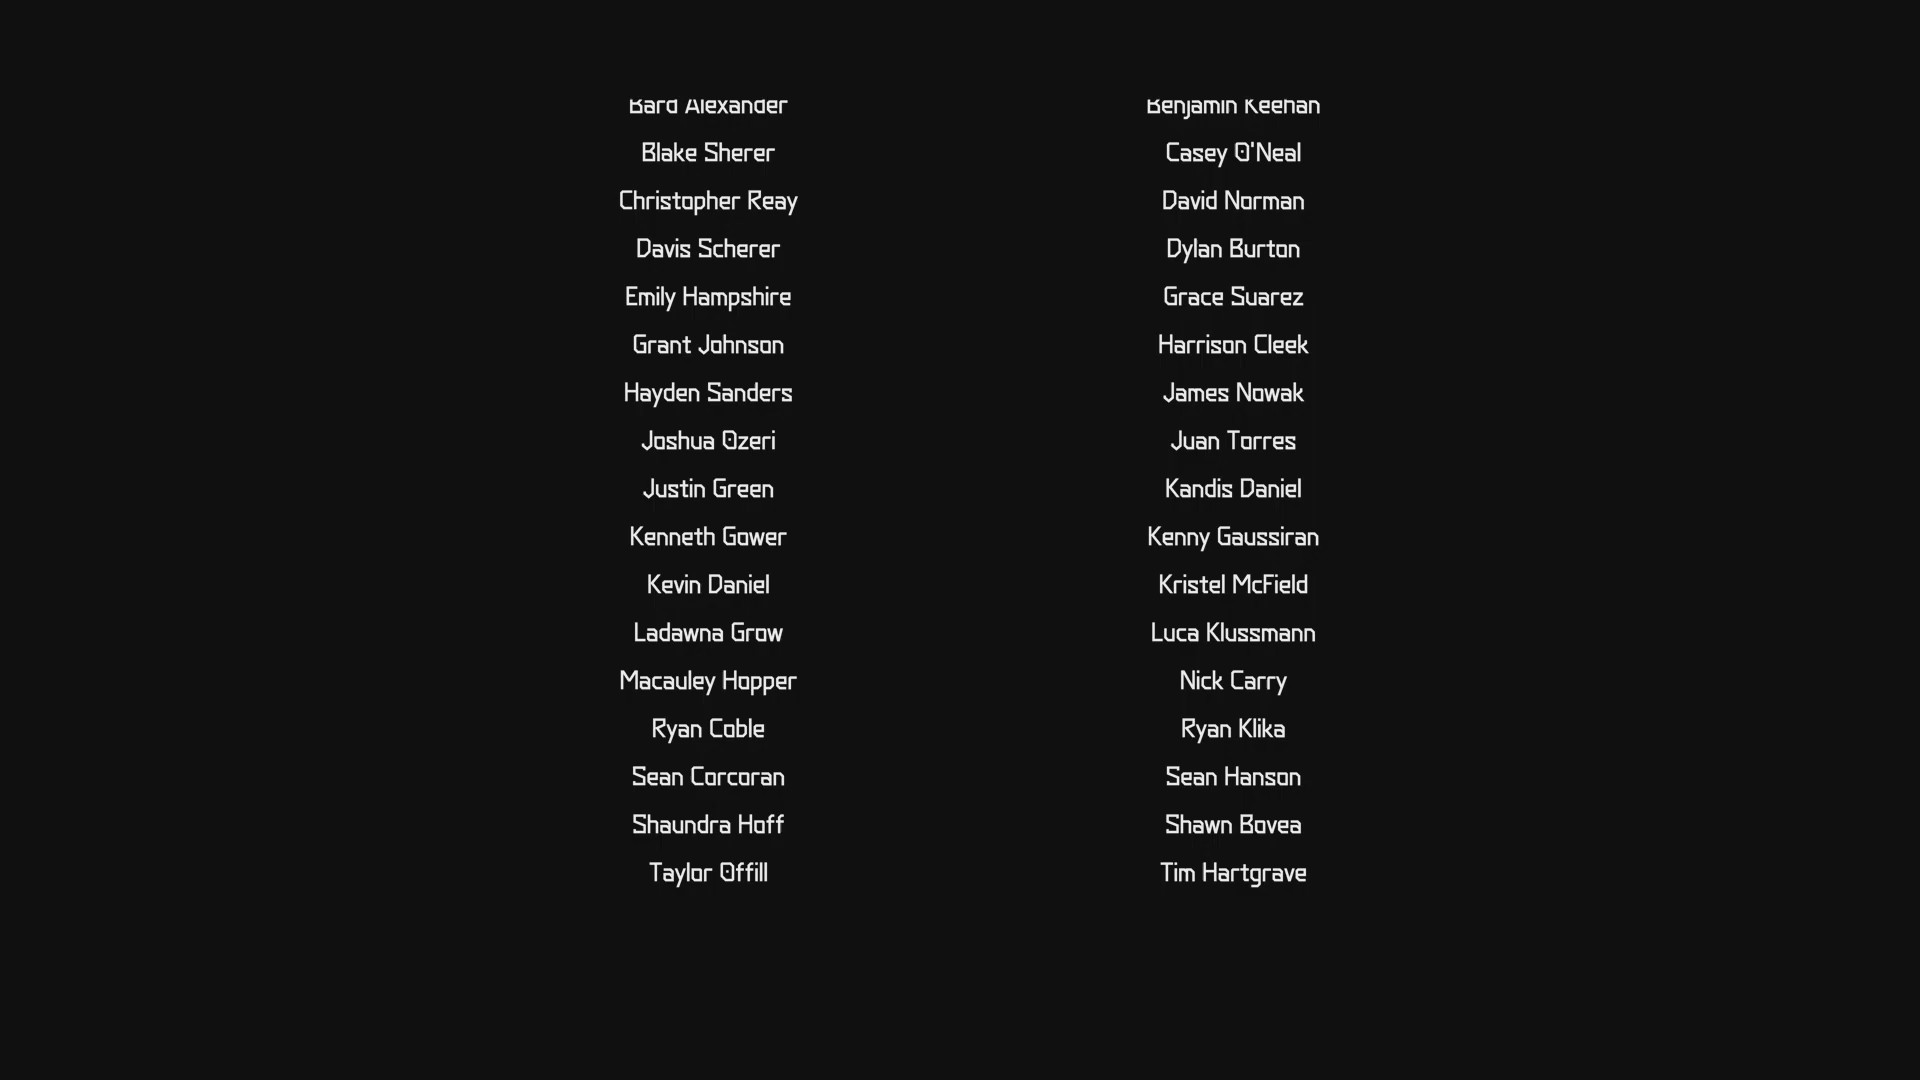 Bard Alexander Benjamin Keehan
Blake Sherer Casey O'Neal
Christopher Reay David Norman
Davis Scherer Dylan Burton
Emily Hampshire Grace Suarez
Grant Johnson Harrison Cleek
Hayden Sanders James Nowak
Joshua Ozeri Juan Torres
Justin Green Kandis Daniel
Kenneth Gower Kenny Gaussiran
Kevin Daniel Kristel McField
Ladawna Grow Luca Klussmann
Macauley Hopper Nick Carry
Ryan Coble Ryan Klika
Sean Corcoran Sean Hanson
Shaundra Hoff Shawn Bovea
Taylor Offill Tim Hartgrave